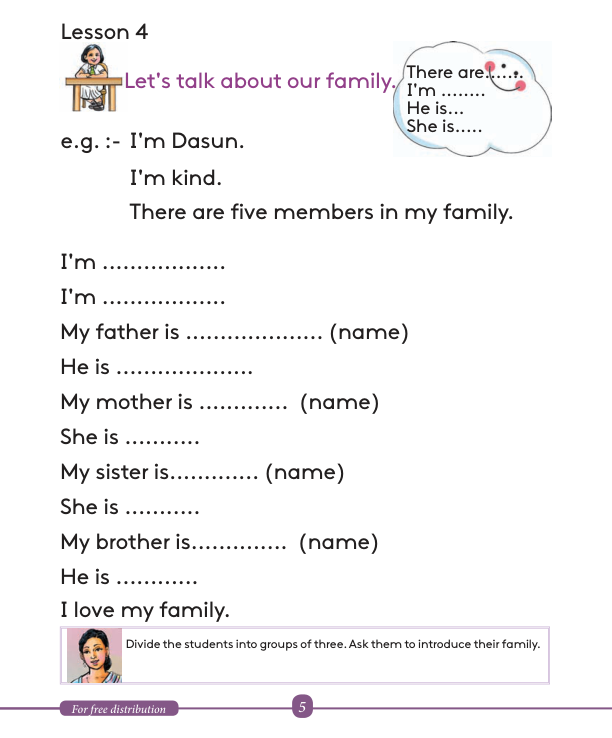 Lesson 4
Let's talk about our family.
There are.......
I'm ........
He is...
She is.....
e.g. :- I'm Dasun.
I'm kind.
There are five members in my family.
I'm ..................
I'm ..................
My father is .................... (name)
He is ....................
My mother is ............. (name)
She is ...........
My sister is............. (name)
She is ...........
My brother is.............. (name)
He is ............
I love my family.
Divide the students into groups of three. Ask them to introduce their family.
For free distribution
5